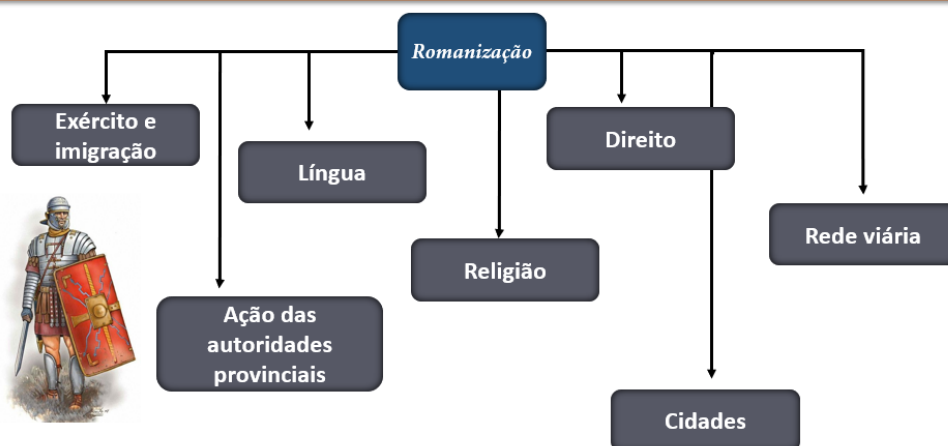 Romanização
Exército e
imigração
Língua
Direito
Rede viária
Religião
Ação das
autoridades
provinciais
Cidades